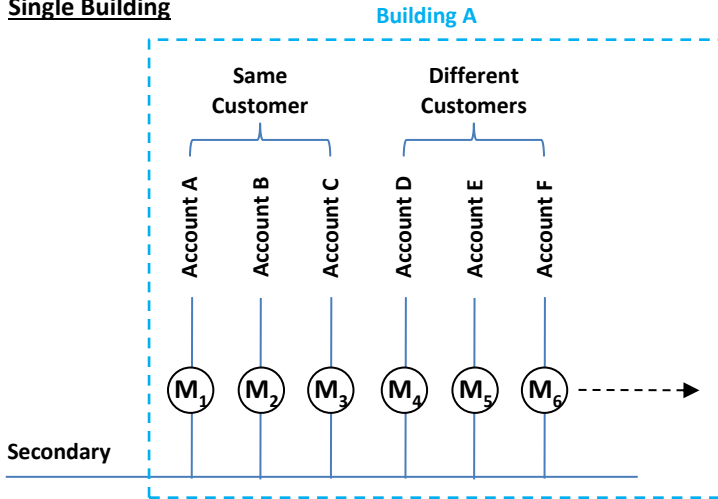 Single Building
Building A
Same
Customer
Different
Customers
Account A
Account B
Account C
Account D
Account E
Account F
M1
M2
M3
M4
M5
M6
Secondary